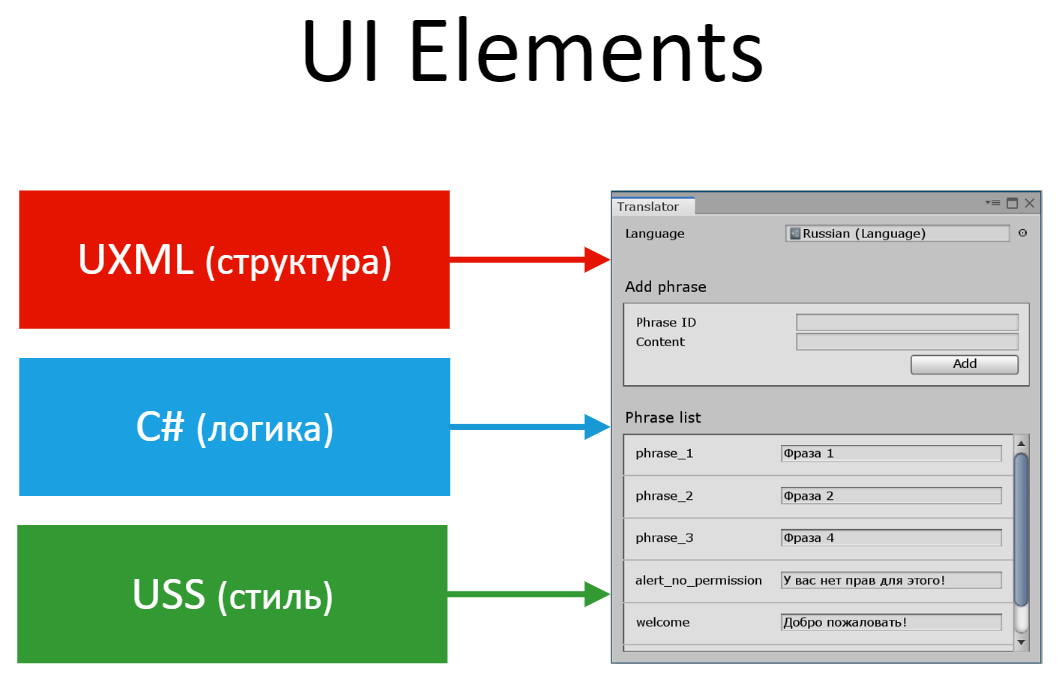 UI Elements
UXML (структура)
C# (логика)
USS (стиль)
Translator
Language Russian (Language)
Add phrase
Phrase ID
Content
Add
Phrase list
phrase_1 Фраза 1
phrase_2 Фраза 2
phrase_3 Фраза 4
alert_no_permission У вас нет прав для этого!
welcome Добро пожаловать!